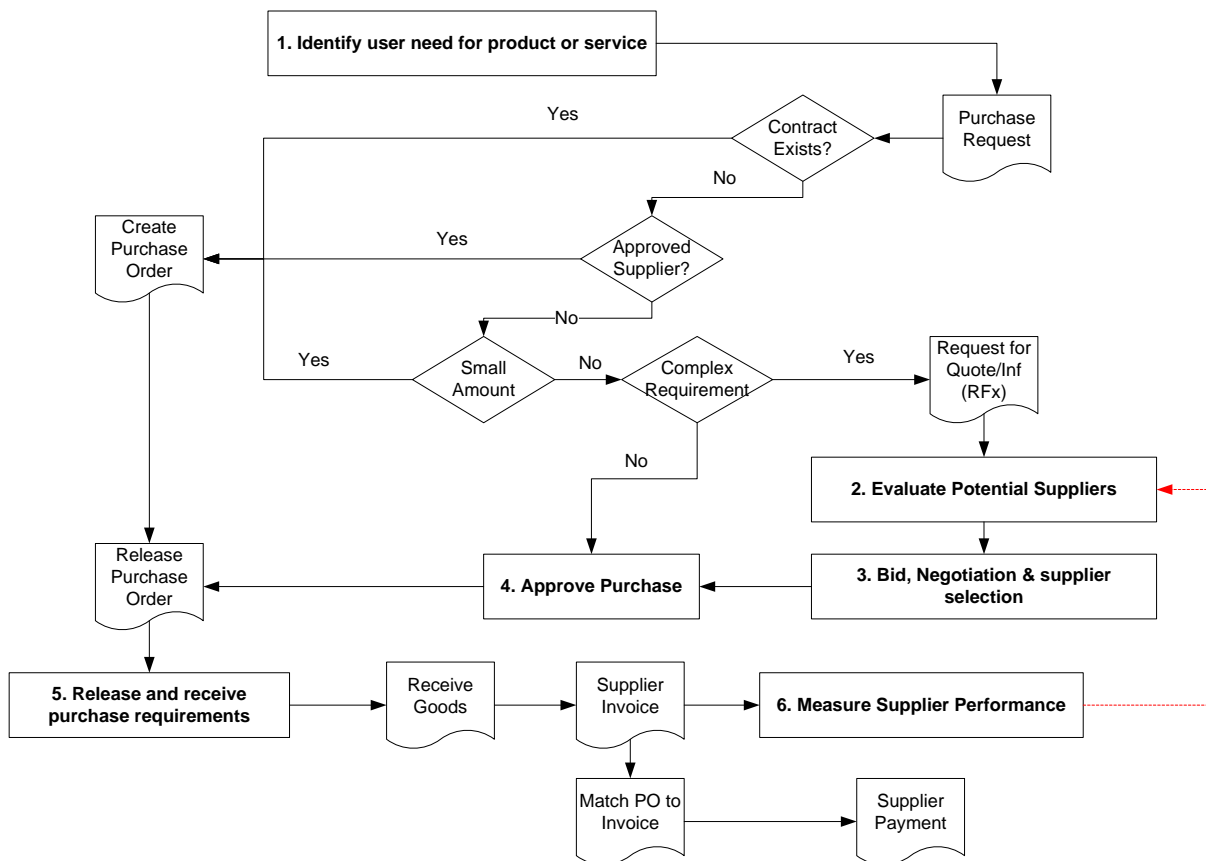 1. Identify user need for product or service
Yes
Contract
Exists?
Purchase
Request
No
Create
Purchase
Order
Yes
Approved
Supplier?
No
Yes
Small
Amount
No
Complex
Requirement
Yes
Request for
Quote/Inf
(RFx)
No
2. Evaluate Potential Suppliers
Release
Purchase
Order
4. Approve Purchase
3. Bid, Negotiation & supplier
selection
5. Release and receive
purchase requirements
Receive
Goods
Supplier
Invoice
6. Measure Supplier Performance
Match PO to
Invoice
Supplier
Payment